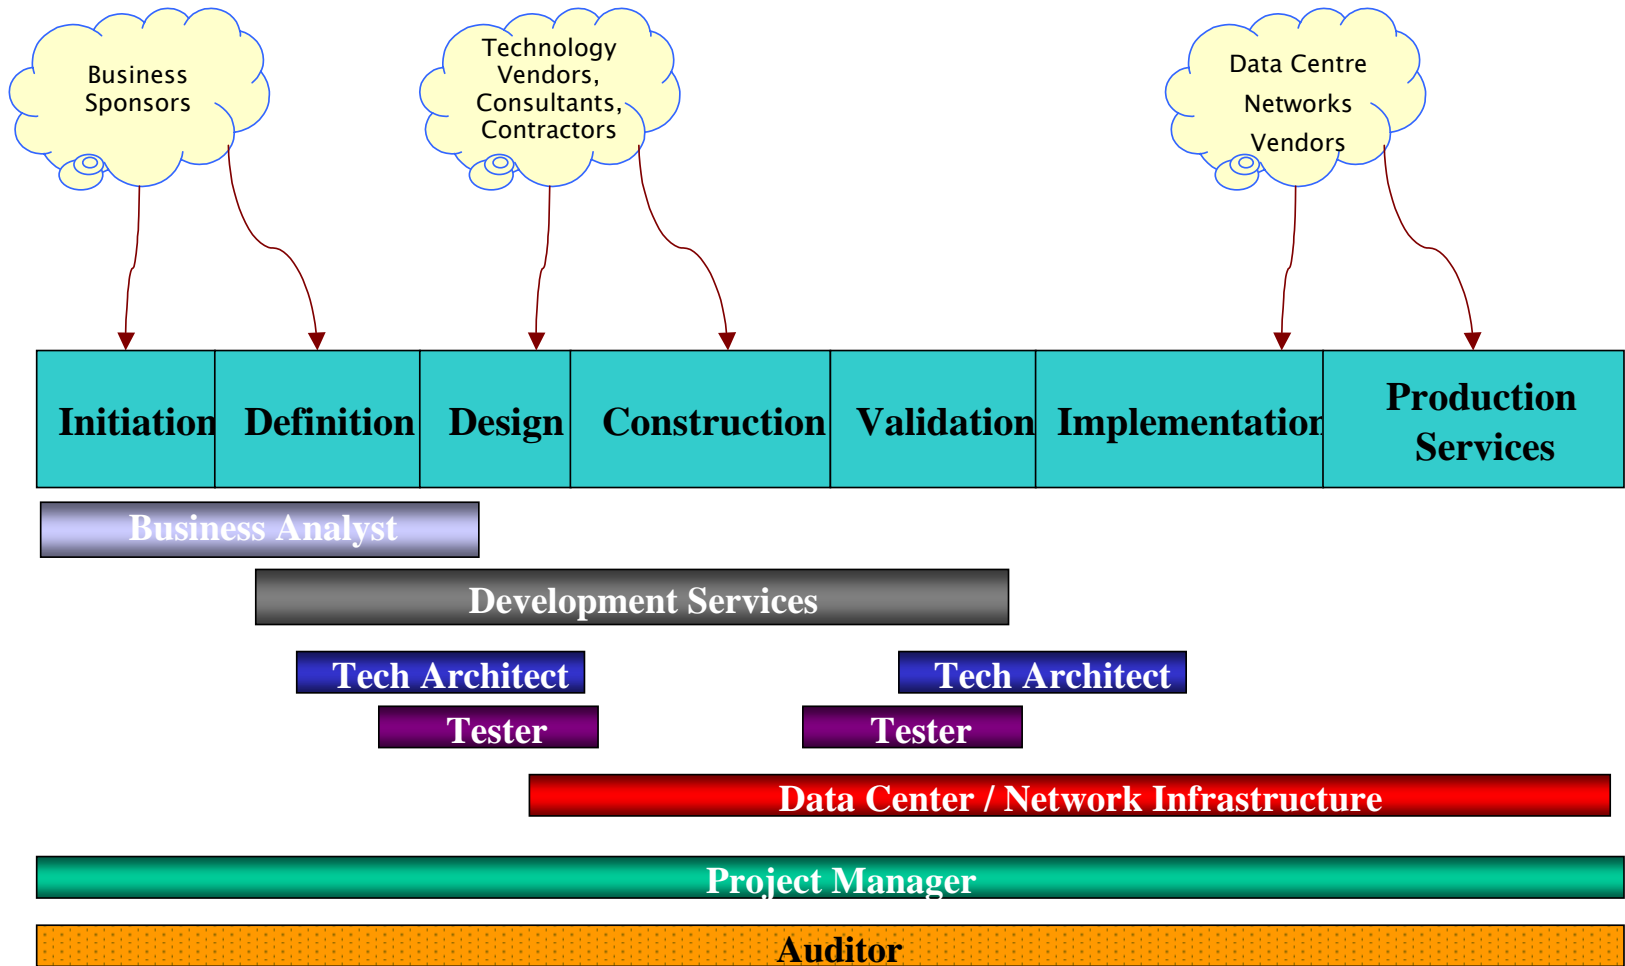 Business
Sponsors
Technology
Vendors,
Consultants,
Contractors
Data Centre
Networks
Vendors
Initiation
Definition
Design
Construction
Validation
Implementation
Production
Services
Business Analyst
Development Services
Tech Architect
Tech Architect
Tester
Tester
Data Center / Network Infrastructure
Project Manager
Auditor